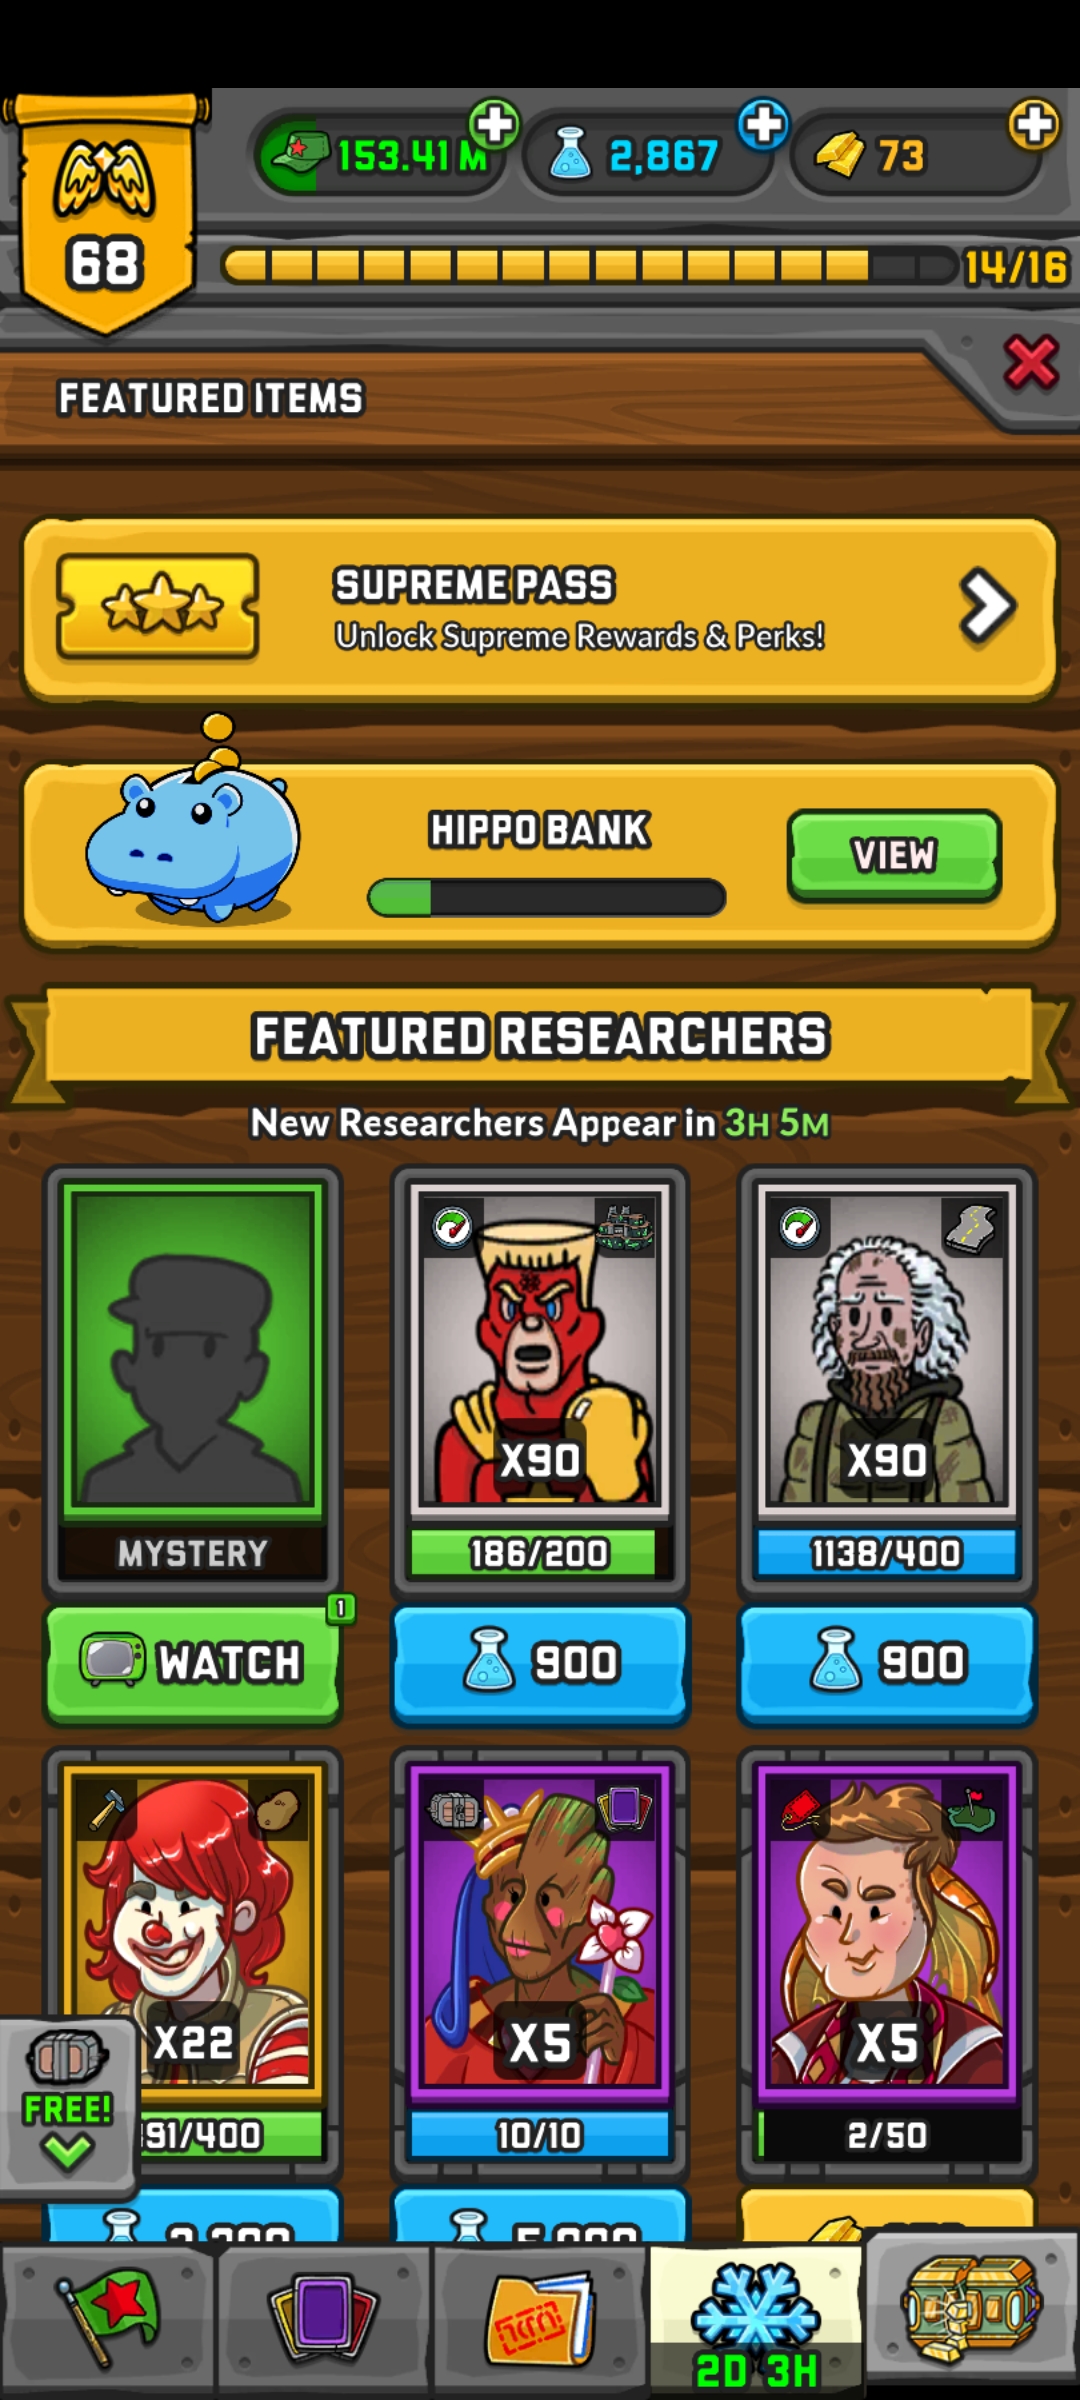 153.41M
2,867
73
68
14/16
FEATURED ITEMS
SUPREME PASS
Unlock Supreme Rewards & Perks!
HIPPO BANK
VIEW
FEATURED RESEARCHERS
New Researchers Appear in 3H 5M
X90
X90
MYSTERY
186/200
1138/400
1
WATCH
900
900
X22
X5
X5
FREE!
91/400
10/10
2/50
2D 3H